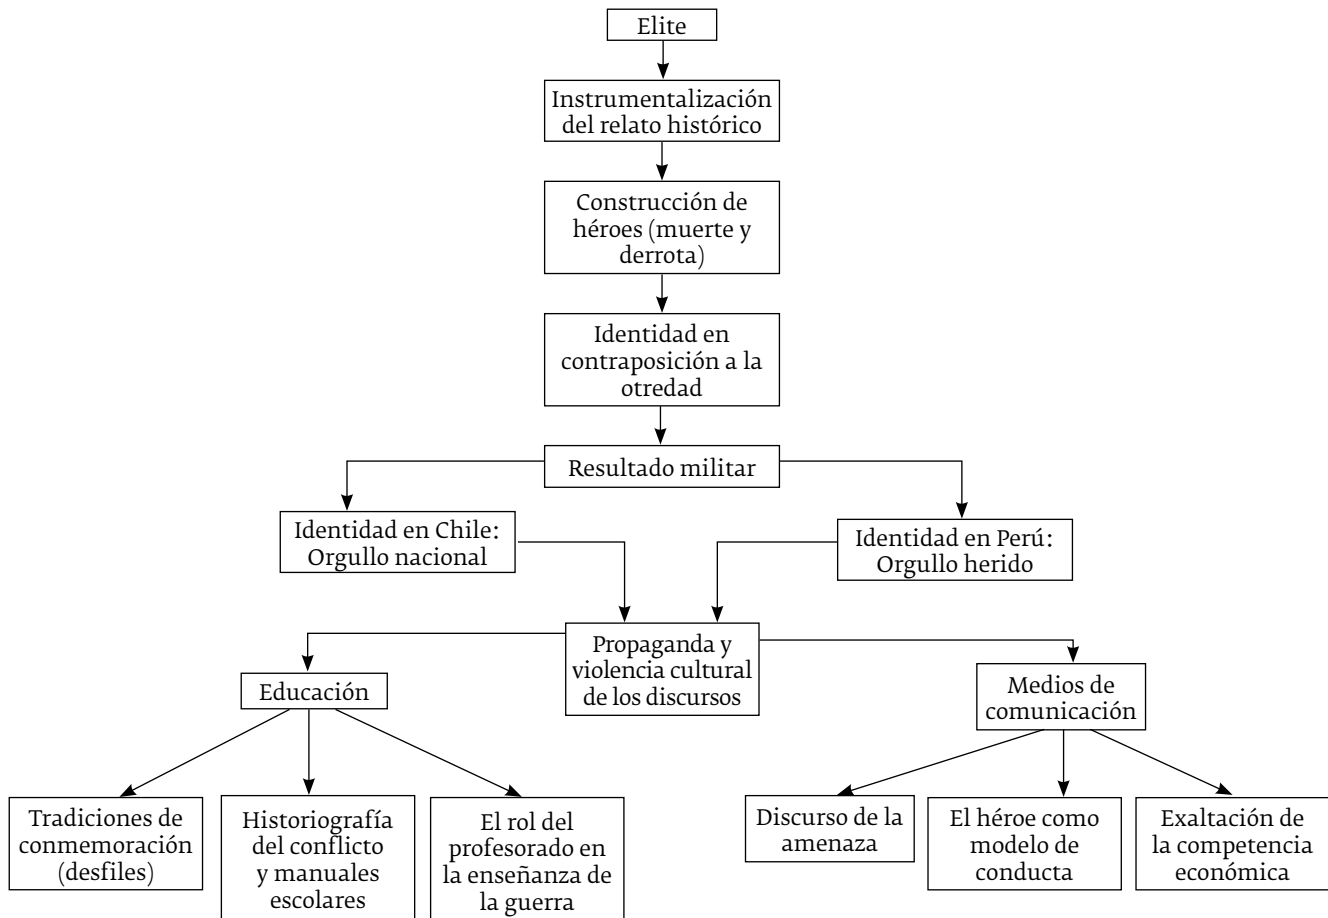 Elite
Instrumentalización
del relato histórico
Construcción de
héroes (muerte y
derrota)
Identidad en
contraposición a la
otredad
Resultado militar
Identidad en Chile:
Orgullo nacional
Identidad en Perú:
Orgullo herido
Propaganda y
violencia cultural
de los discursos
Educación
Medios de
comunicación
Tradiciones de
conmemoración
(desfiles)
Historiografía
del conflicto
y manuales
escolares
El rol del
profesorado en
la enseñanza de
la guerra
Discurso de la
amenaza
El héroe como
modelo de
conducta
Exaltación de
la competencia
económica